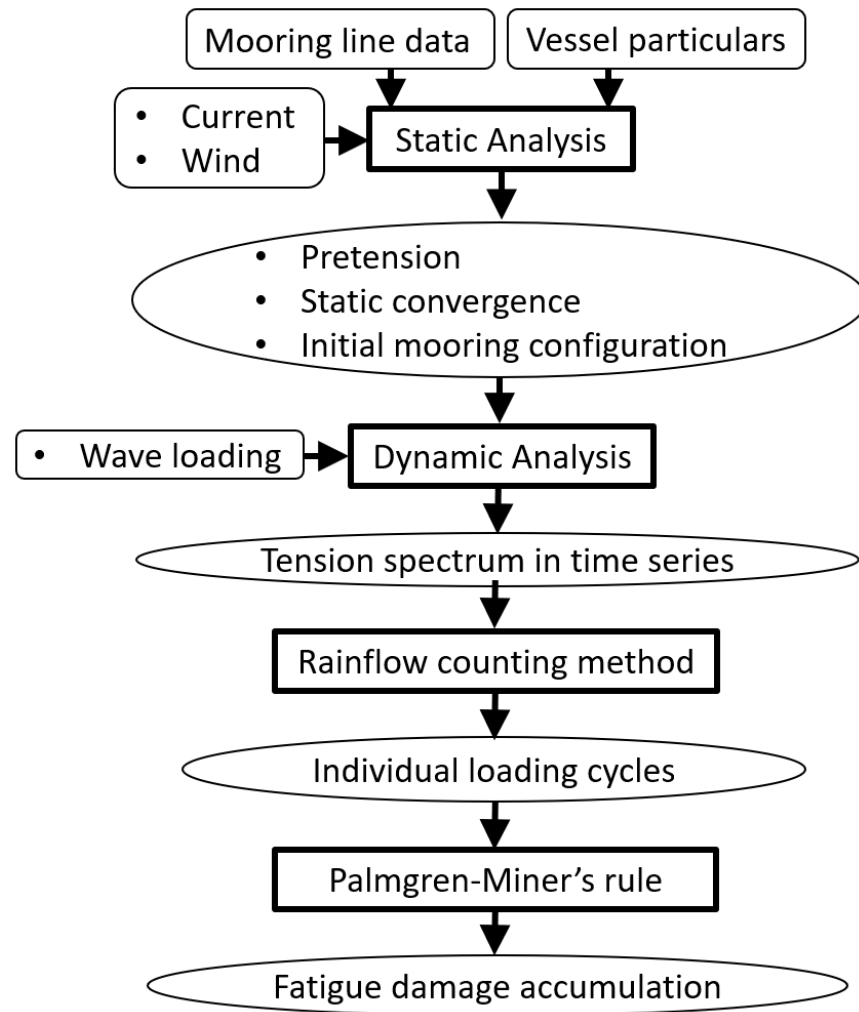 Mooring line data
Vessel particulars
• Current
• Wind
Static Analysis
• Pretension
• Static convergence
• Initial mooring configuration
• Wave loading
Dynamic Analysis
Tension spectrum in time series
Rainflow counting method
Individual loading cycles
Palmgren-Miner’s rule
Fatigue damage accumulation